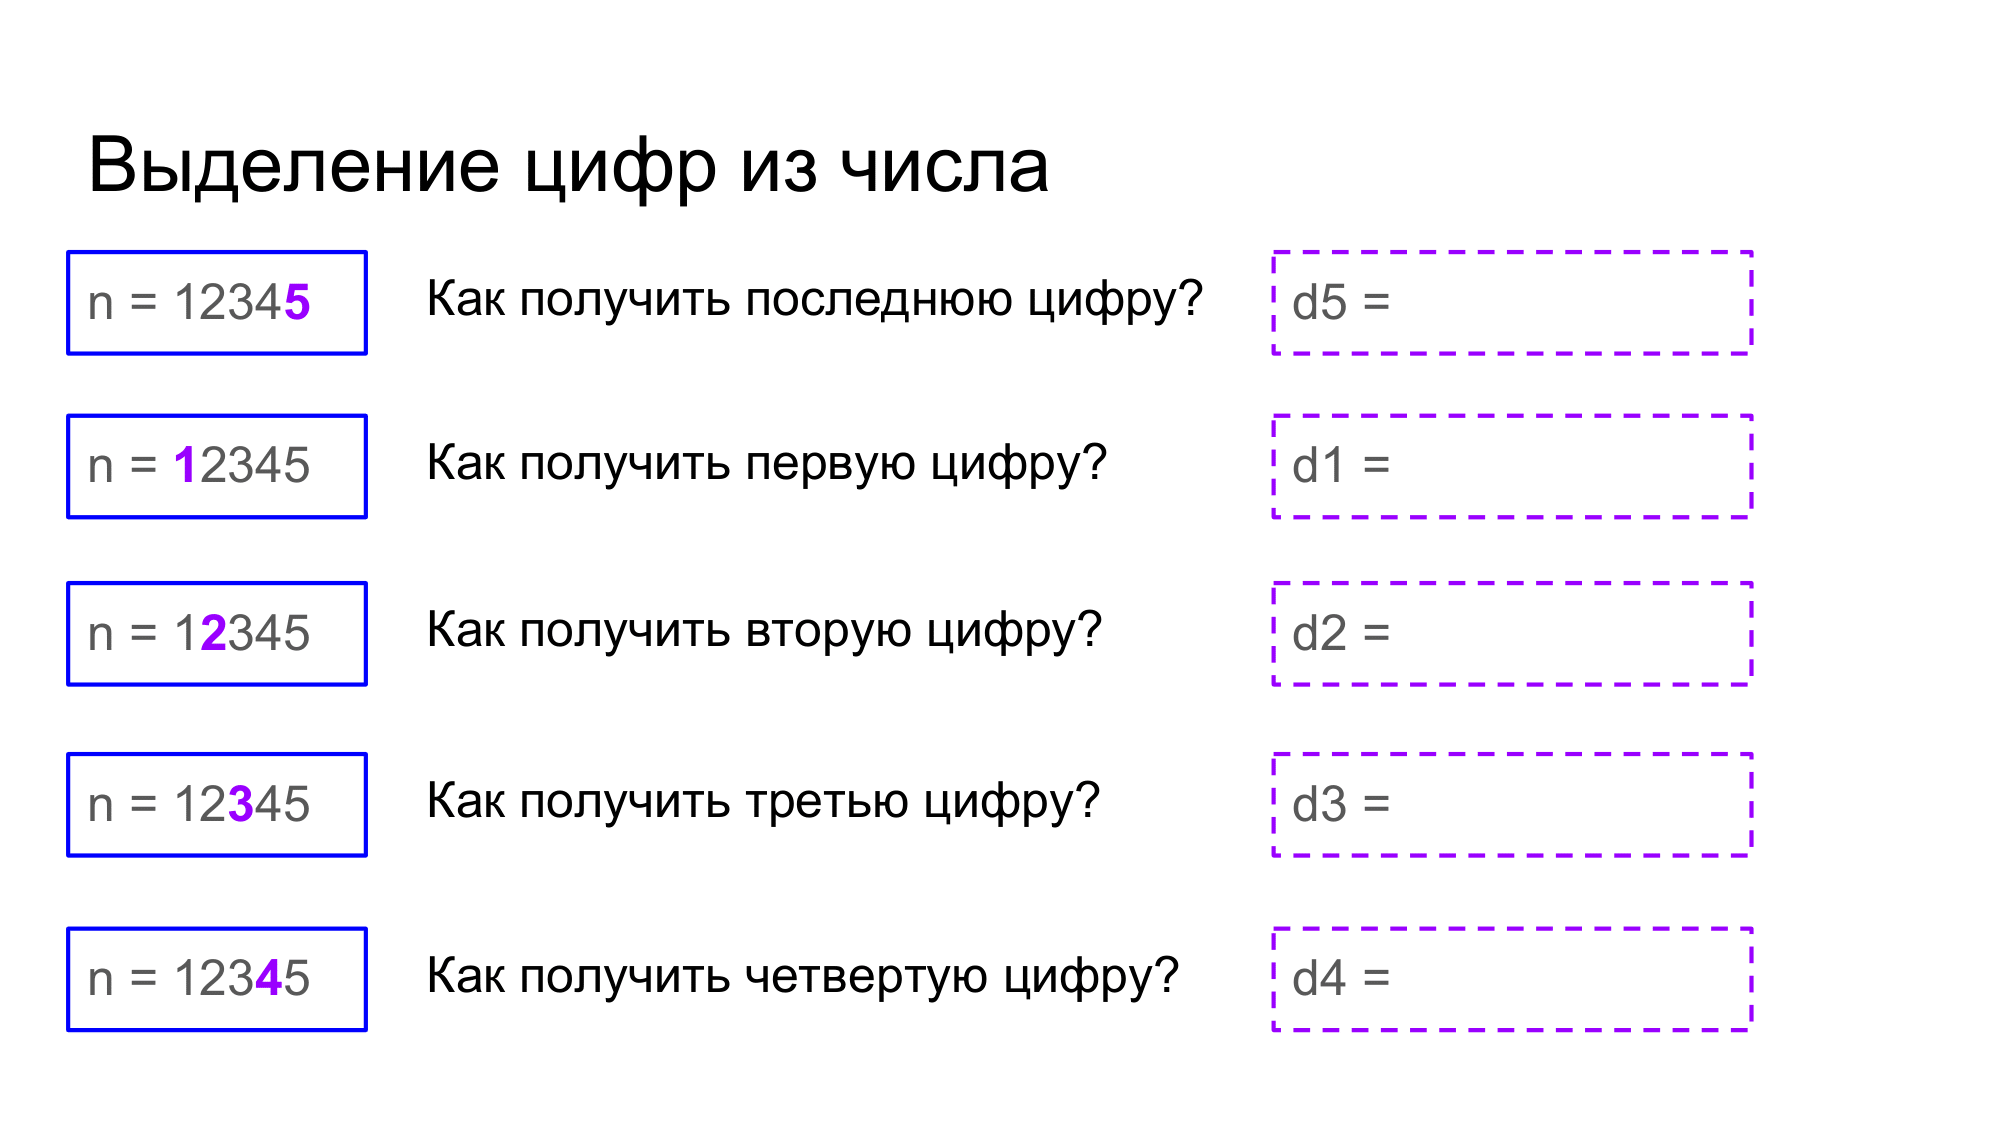 Выделение цифр из числа
n = 12345
Как получить последнюю цифру?
d5 =
n = 12345
Как получить первую цифру?
d1 =
n = 12345
Как получить вторую цифру?
d2 =
n = 12345
Как получить третью цифру?
d3 =
n = 12345
Как получить четвертую цифру?
d4 =